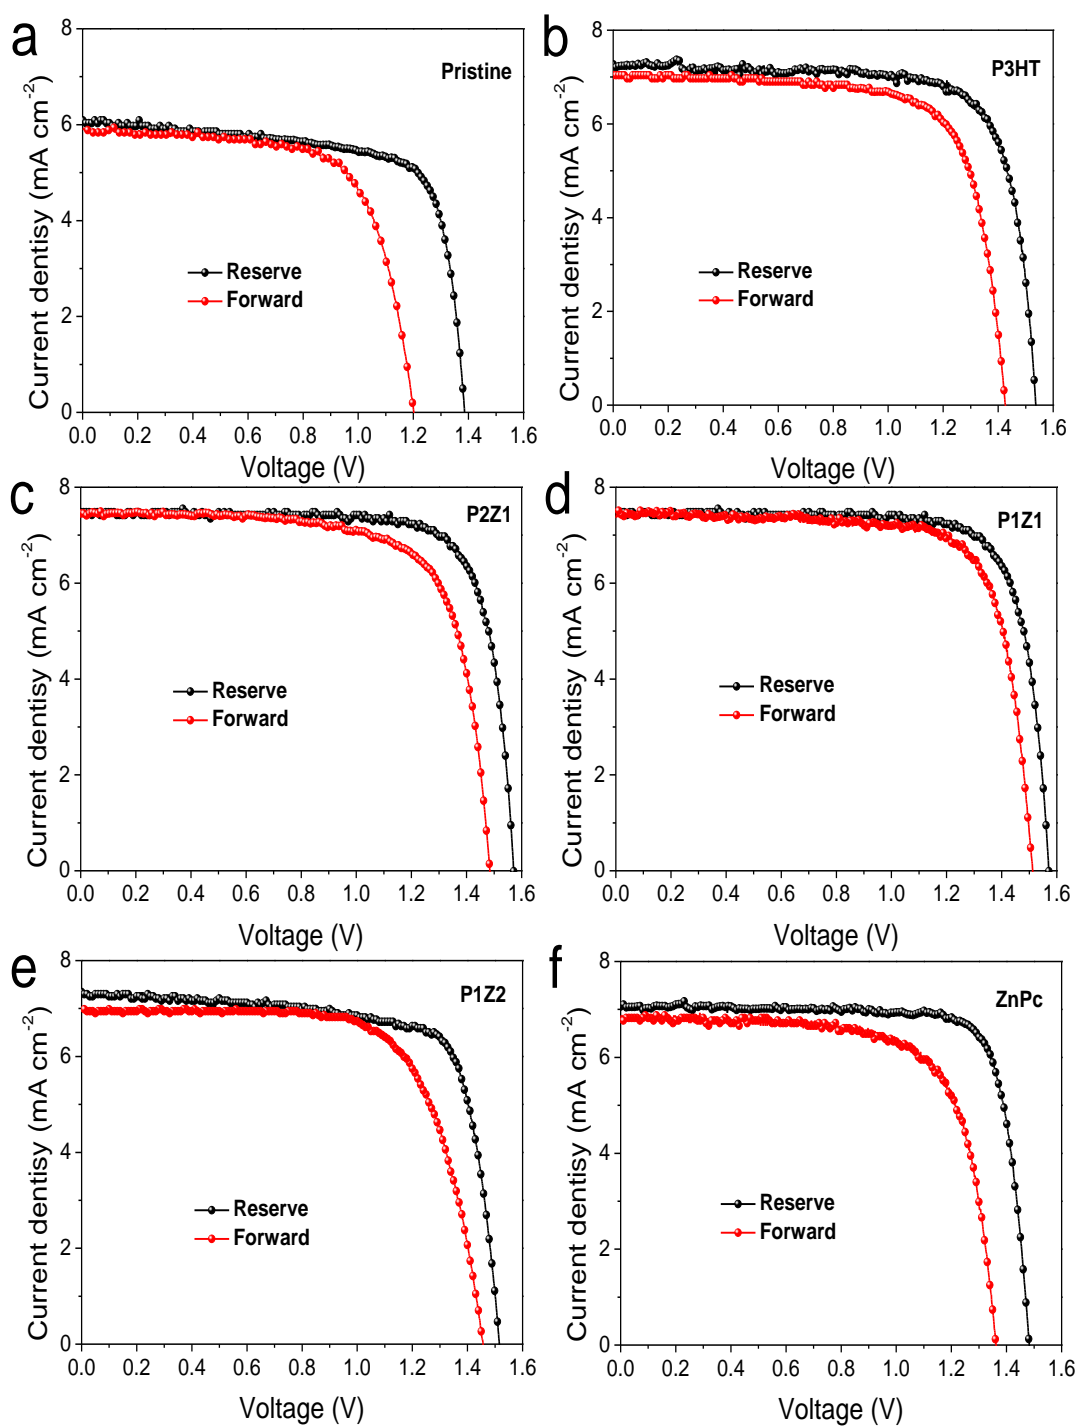 a
Pristine
8
6
4
2
0
Current dentisy (mA cm-2)
Reserve
Forward
0.0 0.2 0.4 0.6 0.8 1.0 1.2 1.4 1.6
Voltage (V)
b
P3HT
8
6
4
2
0
Current dentisy (mA cm-2)
Reserve
Forward
0.0 0.2 0.4 0.6 0.8 1.0 1.2 1.4 1.6
Voltage (V)
c
P2Z1
8
6
4
2
0
Current dentisy (mA cm-2)
Reserve
Forward
0.0 0.2 0.4 0.6 0.8 1.0 1.2 1.4 1.6
Voltage (V)
d
P1Z1
8
6
4
2
0
Current dentisy (mA cm-2)
Reserve
Forward
0.0 0.2 0.4 0.6 0.8 1.0 1.2 1.4 1.6
Voltage (V)
e
P1Z2
8
6
4
2
0
Current dentisy (mA cm-2)
Reserve
Forward
0.0 0.2 0.4 0.6 0.8 1.0 1.2 1.4 1.6
Voltage (V)
f
ZnPc
8
6
4
2
0
Current dentisy (mA cm-2)
Reserve
Forward
0.0 0.2 0.4 0.6 0.8 1.0 1.2 1.4 1.6
Voltage (V)